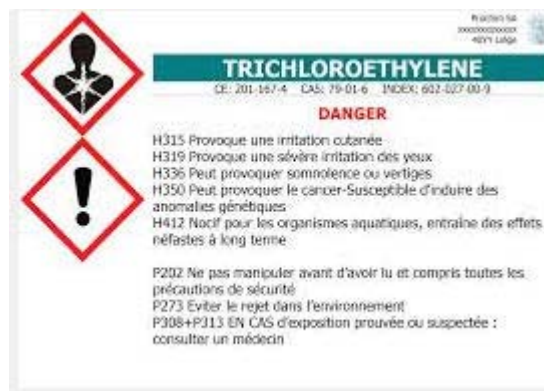 TRICHLOROETHYLENE
CE: 201-167-4 CAS: 79-01-6 INDEX: 602-027-00-9
DANGER
H315 Provoque une irritation cutanée
H319 Provoque une sévère irritation des yeux
H336 Peut provoquer somnolence ou vertiges
H350 Peut provoquer le cancer-Susceptible d'induire des
anomalies génétiques
H412 Nocif pour les organismes aquatiques, entraîne des effets
néfastes à long terme
P202 Ne pas manipuler avant d'avoir lu et compris toutes les
précautions de sécurité
P273 Eviter le rejet dans l'environnement
P308+P313 EN CAS d'exposition prouvée ou suspectée :
consulter un médecin